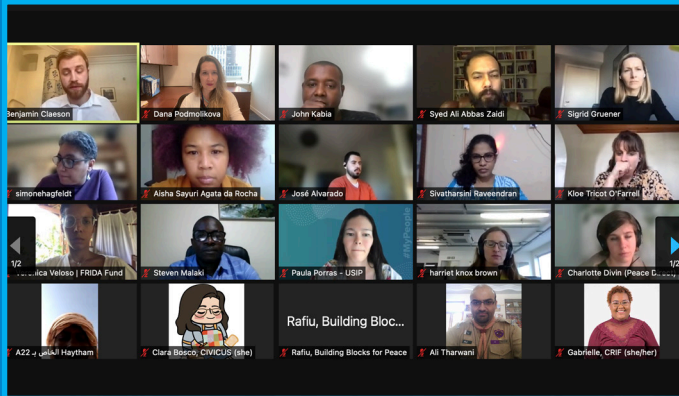 Benjamin Claeson
Dana Podmolikova
John Kabia
Syed Ali Abbas Zaidi
Sigrid Gruener
simonehagfeldt
Aisha Sayuri Agata da Rocha
José Alvarado
Sivatharsini Raveendran
Kloe Tricot O'Farrell
1/2
Veloso | FRIDA Fund
Steven Malaki
Paula Porras - USIP
#MyPeople
harriet knox brown
Charlotte Divin (Peace
1/2
A22 الخاص بـ Haytham
Clara Bosco, CIVICUS (she)
Rafiu, Building Bloc...
Rafiu, Building Blocks for Peace
Ali Tharwani
Gabrielle, CRIF (she/her)